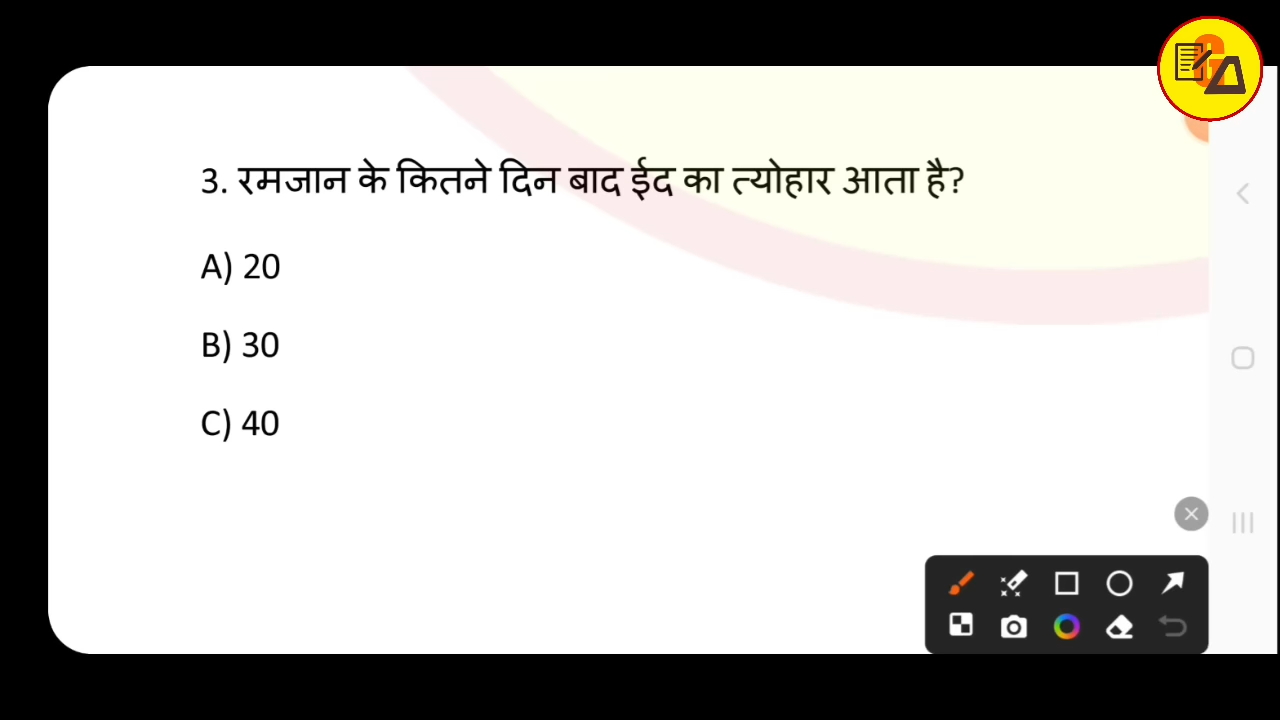 3. रमजान के कितने दिन बाद ईद का त्योहार आता है?
A) 20
B) 30
C) 40